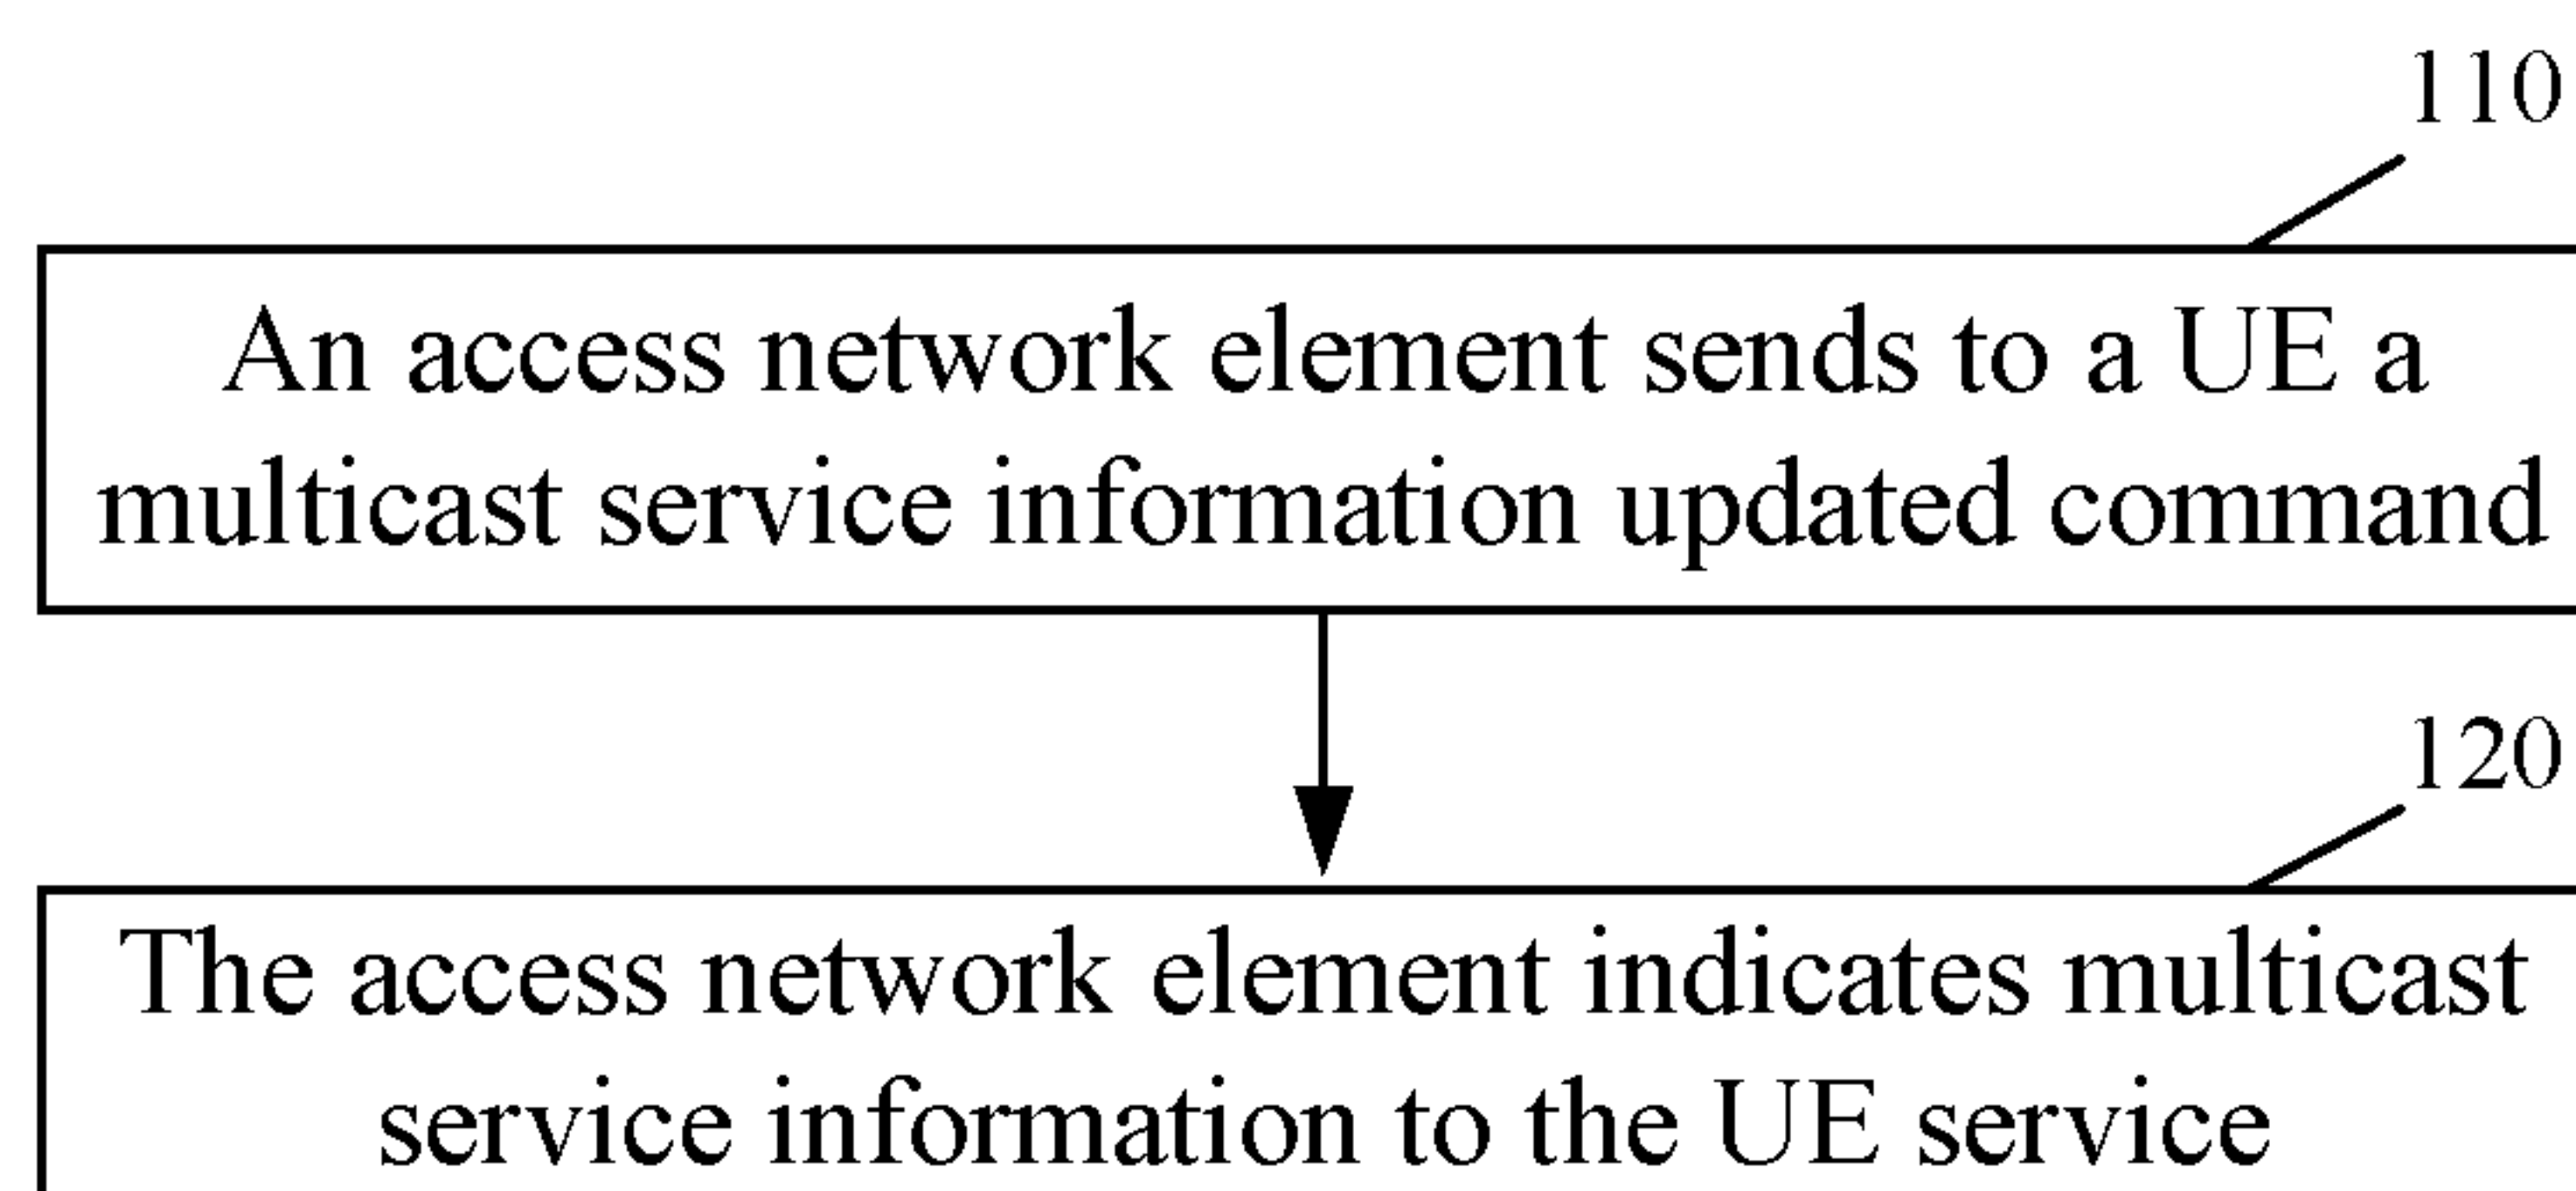 110
An access network element sends to a UE a
multicast service information updated command
120
The access network element indicates multicast
service information to the UE service